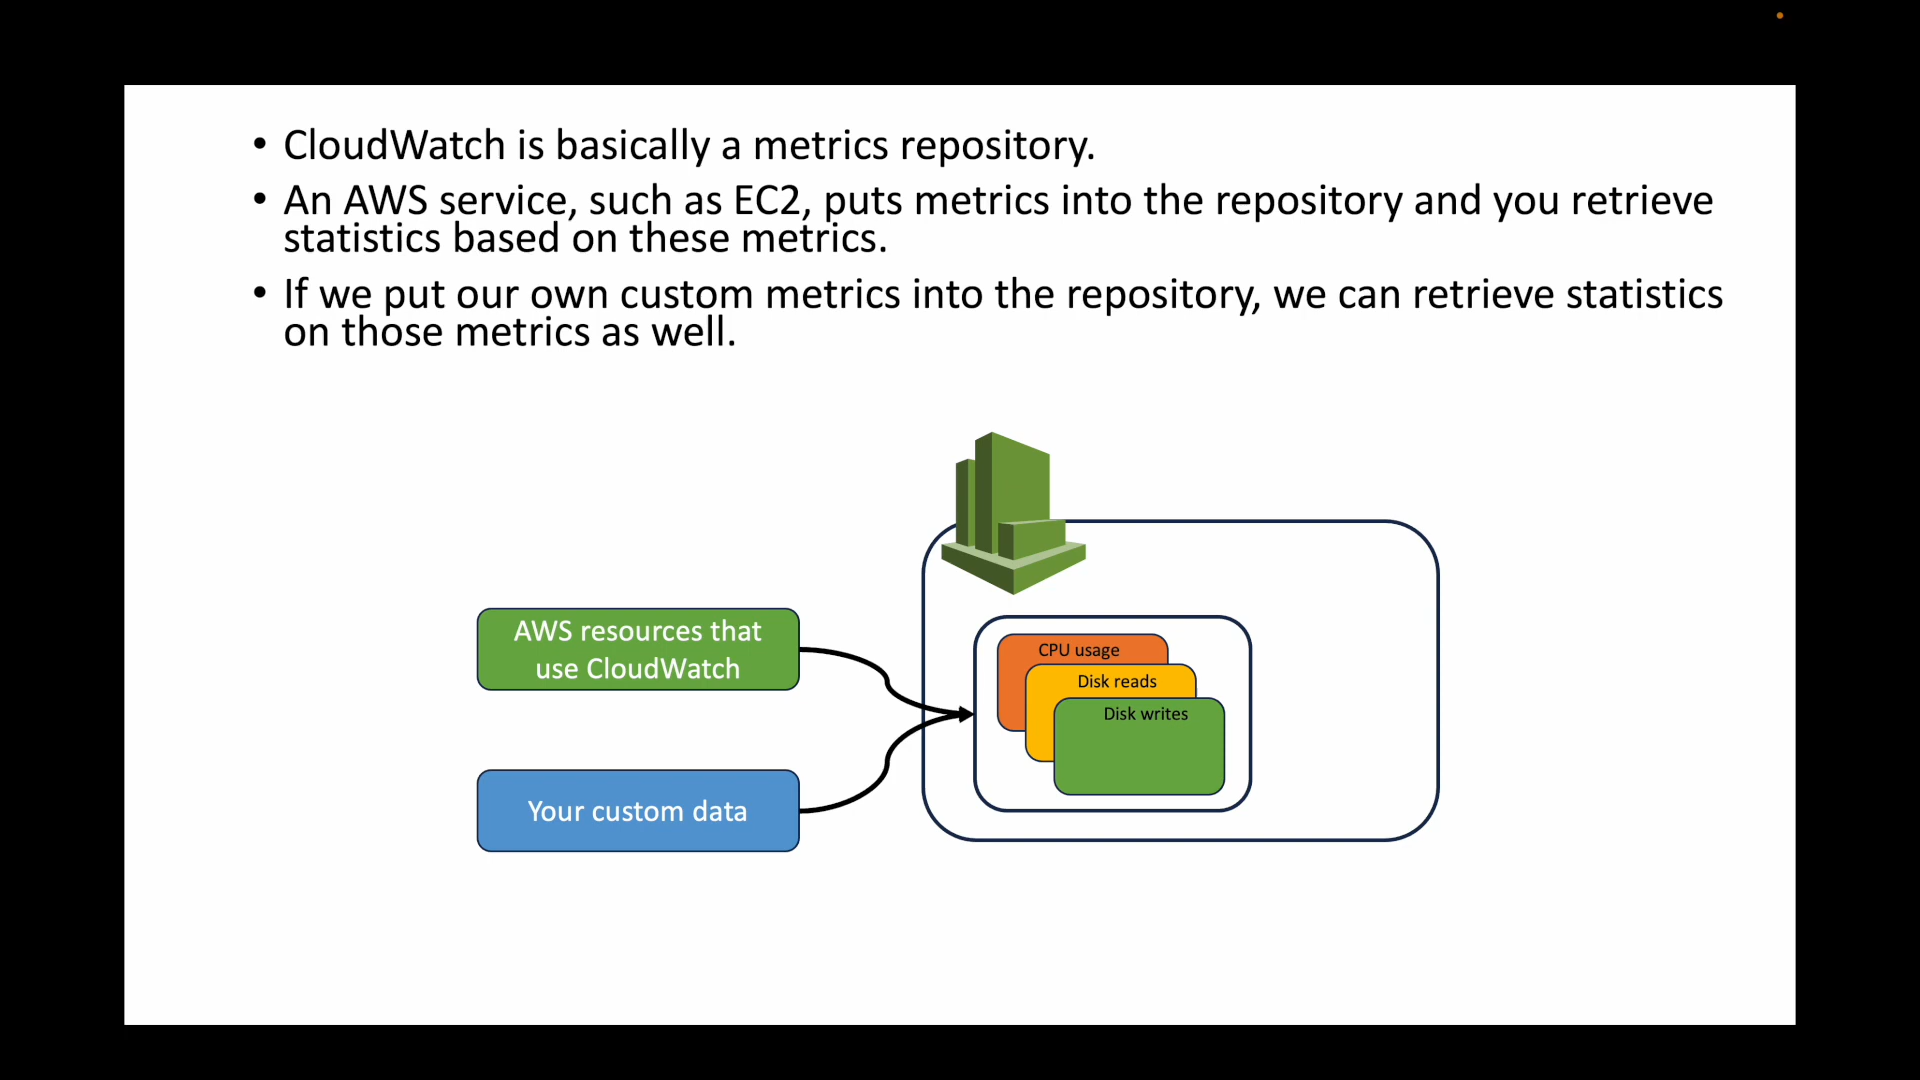 • CloudWatch is basically a metrics repository.
• An AWS service, such as EC2, puts metrics into the repository and you retrieve
statistics based on these metrics.
• If we put our own custom metrics into the repository, we can retrieve statistics
on those metrics as well.
AWS resources that
use CloudWatch
Your custom data
CPU usage
Disk reads
Disk writes